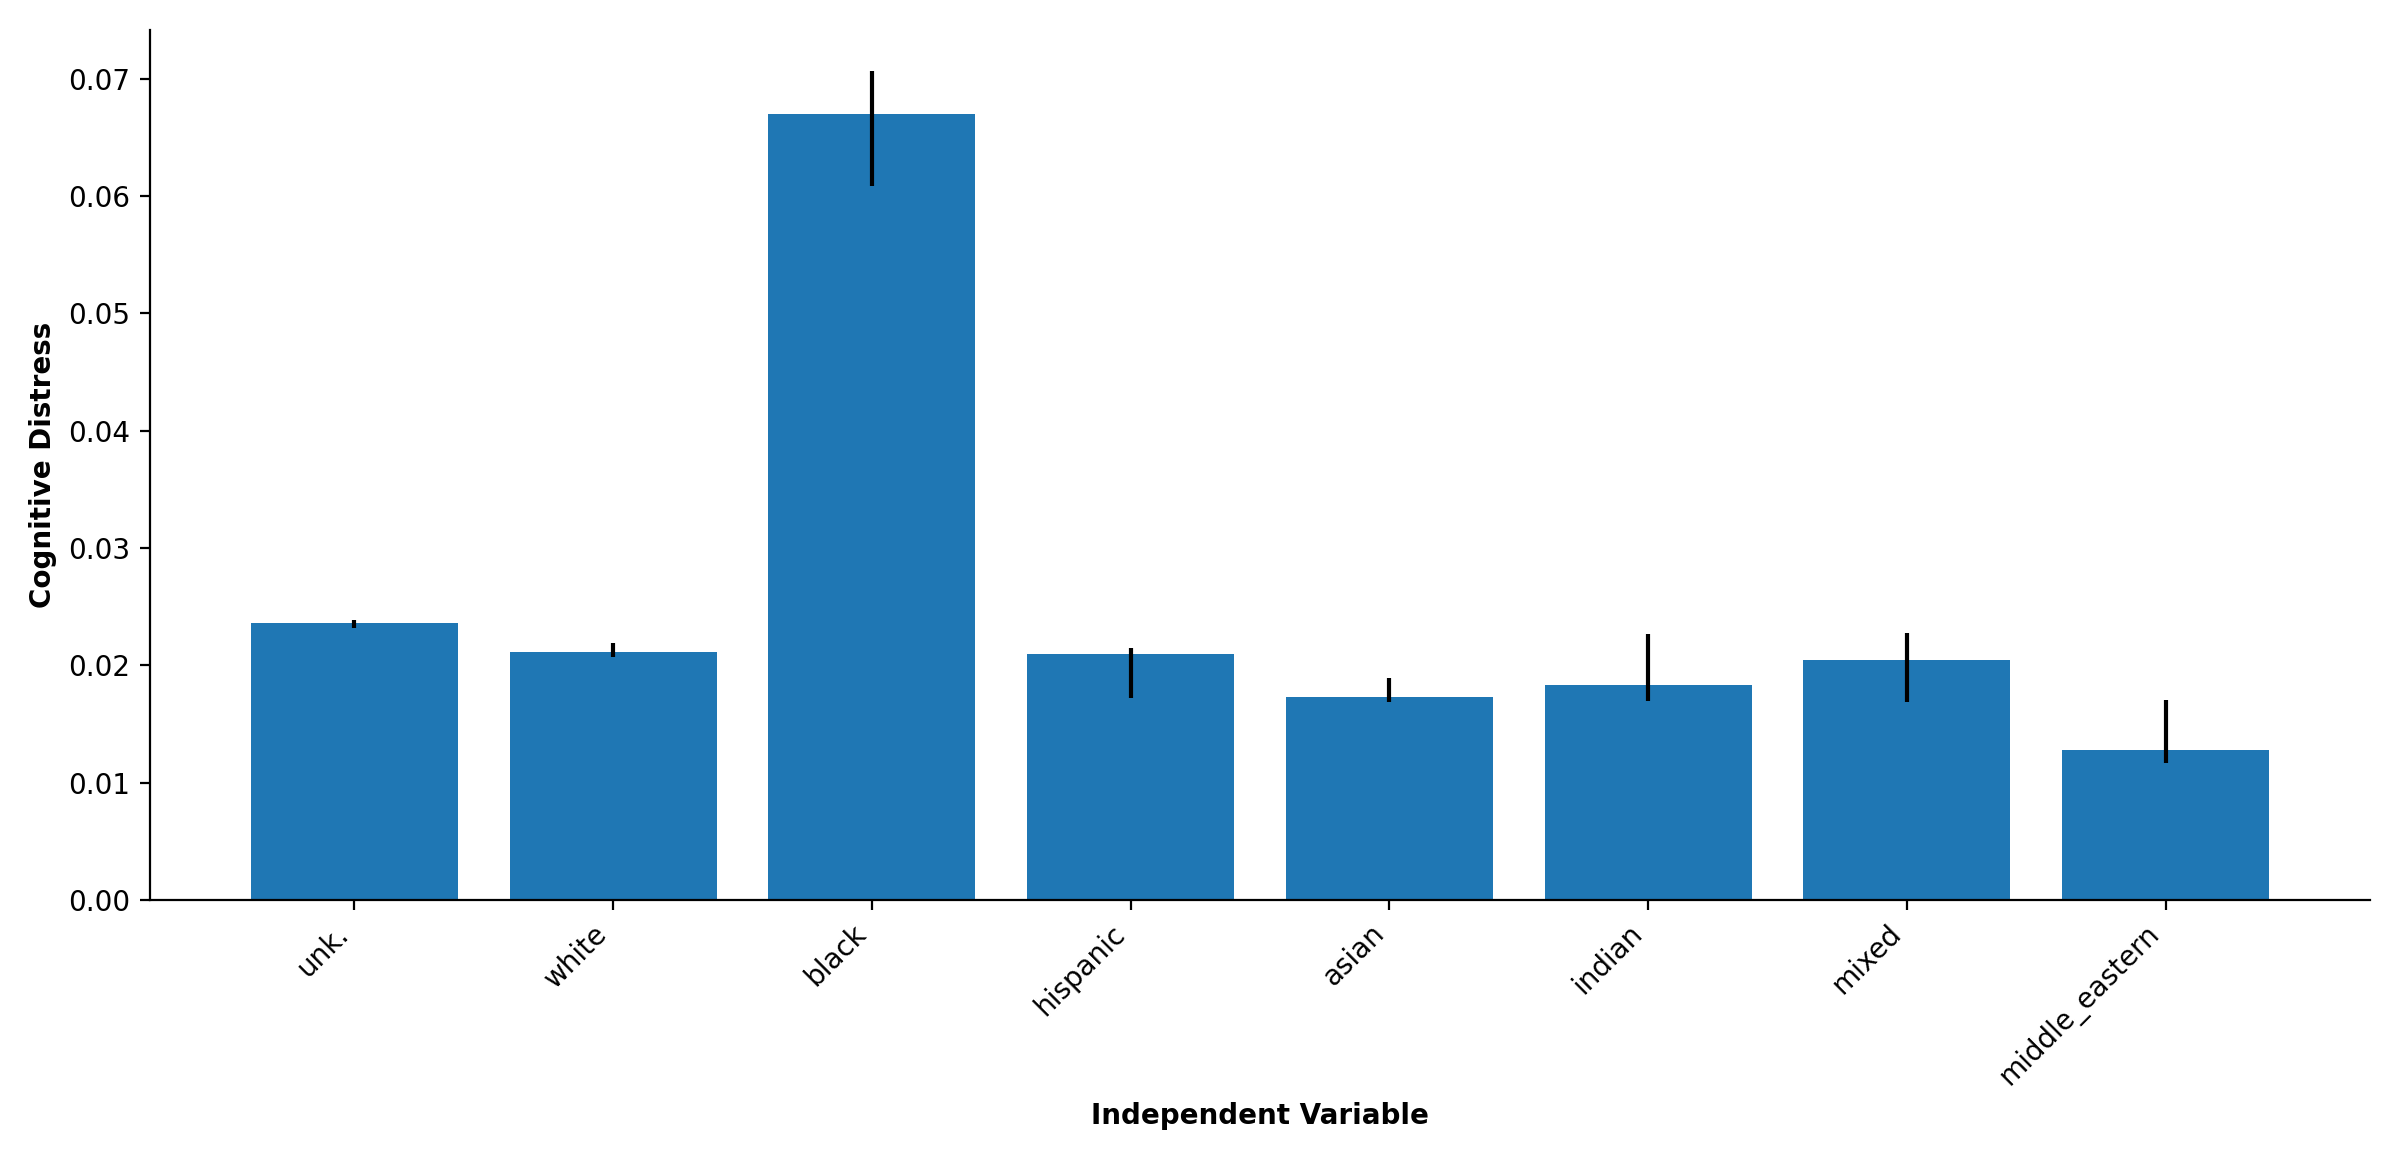 Cognitive Distress
0.07
0.06
0.05
0.04
0.03
0.02
0.01
0.00
unk.
white
black
hispanic
asian
indian
mixed
middle_eastern
Independent Variable